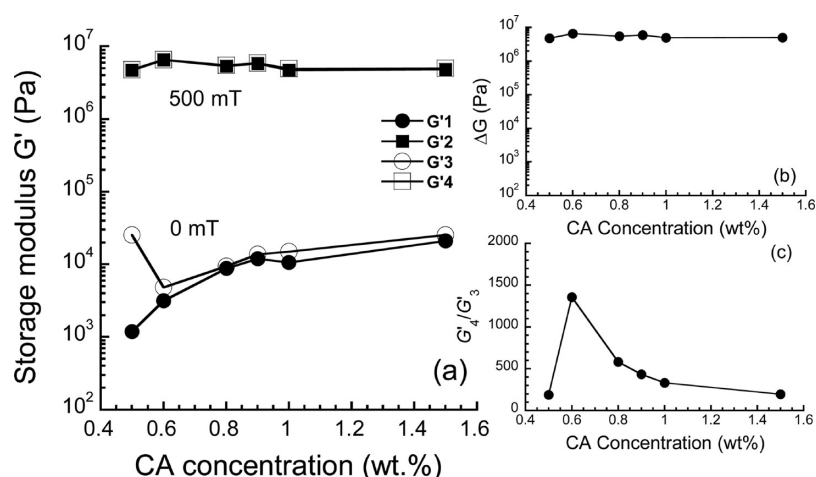 Storage modulus G' (Pa)
10⁷
10⁶
10⁵
10⁴
10³
10²
500 mT
G'1
G'2
G'3
G'4
0 mT
(a)
0.4 0.6 0.8 1 1.2 1.4 1.6
CA concentration (wt.%)
ΔG (Pa)
10⁷
10⁶
10⁵
10⁴
10³
10²
(b)
0.4 0.6 0.8 1 1.2 1.4 1.6
CA Concentration (wt%)
(c)
G'₄/G'₃
2000
1500
1000
500
0
0.4 0.6 0.8 1 1.2 1.4 1.6
CA Concentration (wt%)